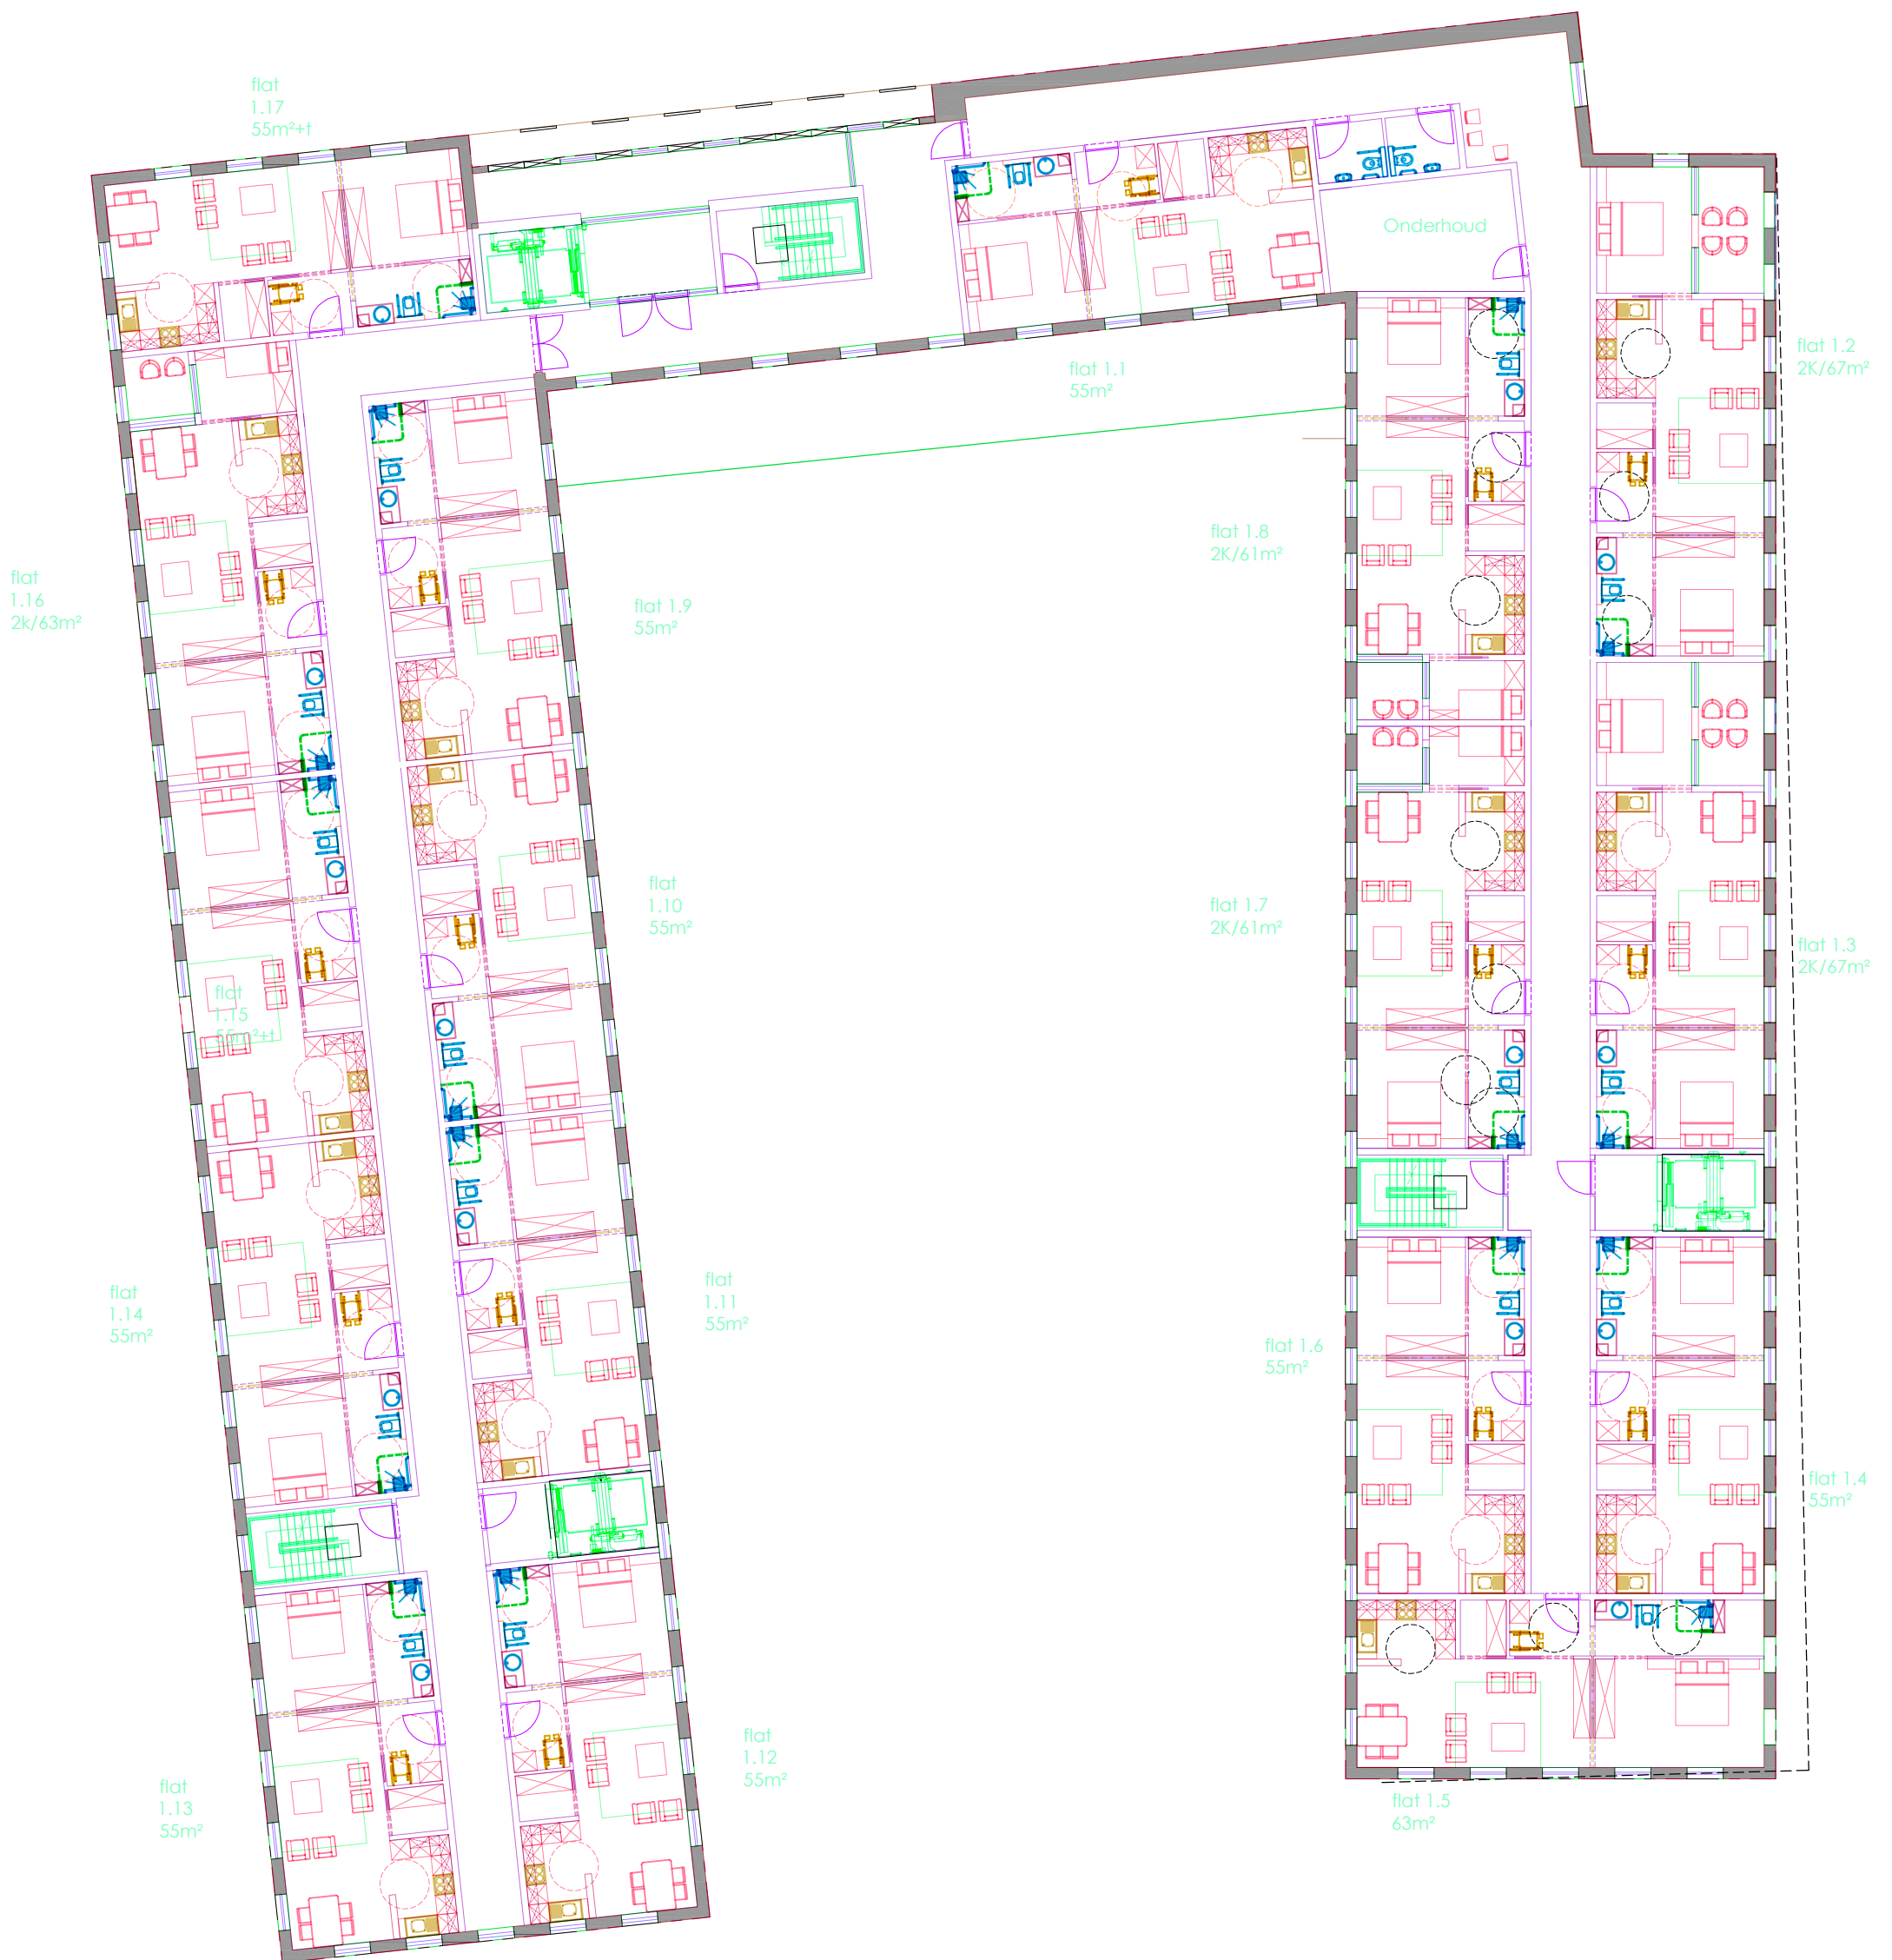 flat
1.17
55m²+t
Onderhoud
flat 1.1
55m²
flat 1.2
2K/67m²
flat 1.8
2K/61m²
flat
1.16
2k/63m²
flat 1.9
55m²
flat
1.10
55m²
flat 1.7
2K/61m²
flat 1.3
2K/67m²
flat
1.15
55m²+t
flat
1.14
55m²
flat
1.11
55m²
flat 1.6
55m²
flat 1.4
55m²
flat
1.12
55m²
flat
1.13
55m²
flat 1.5
63m²